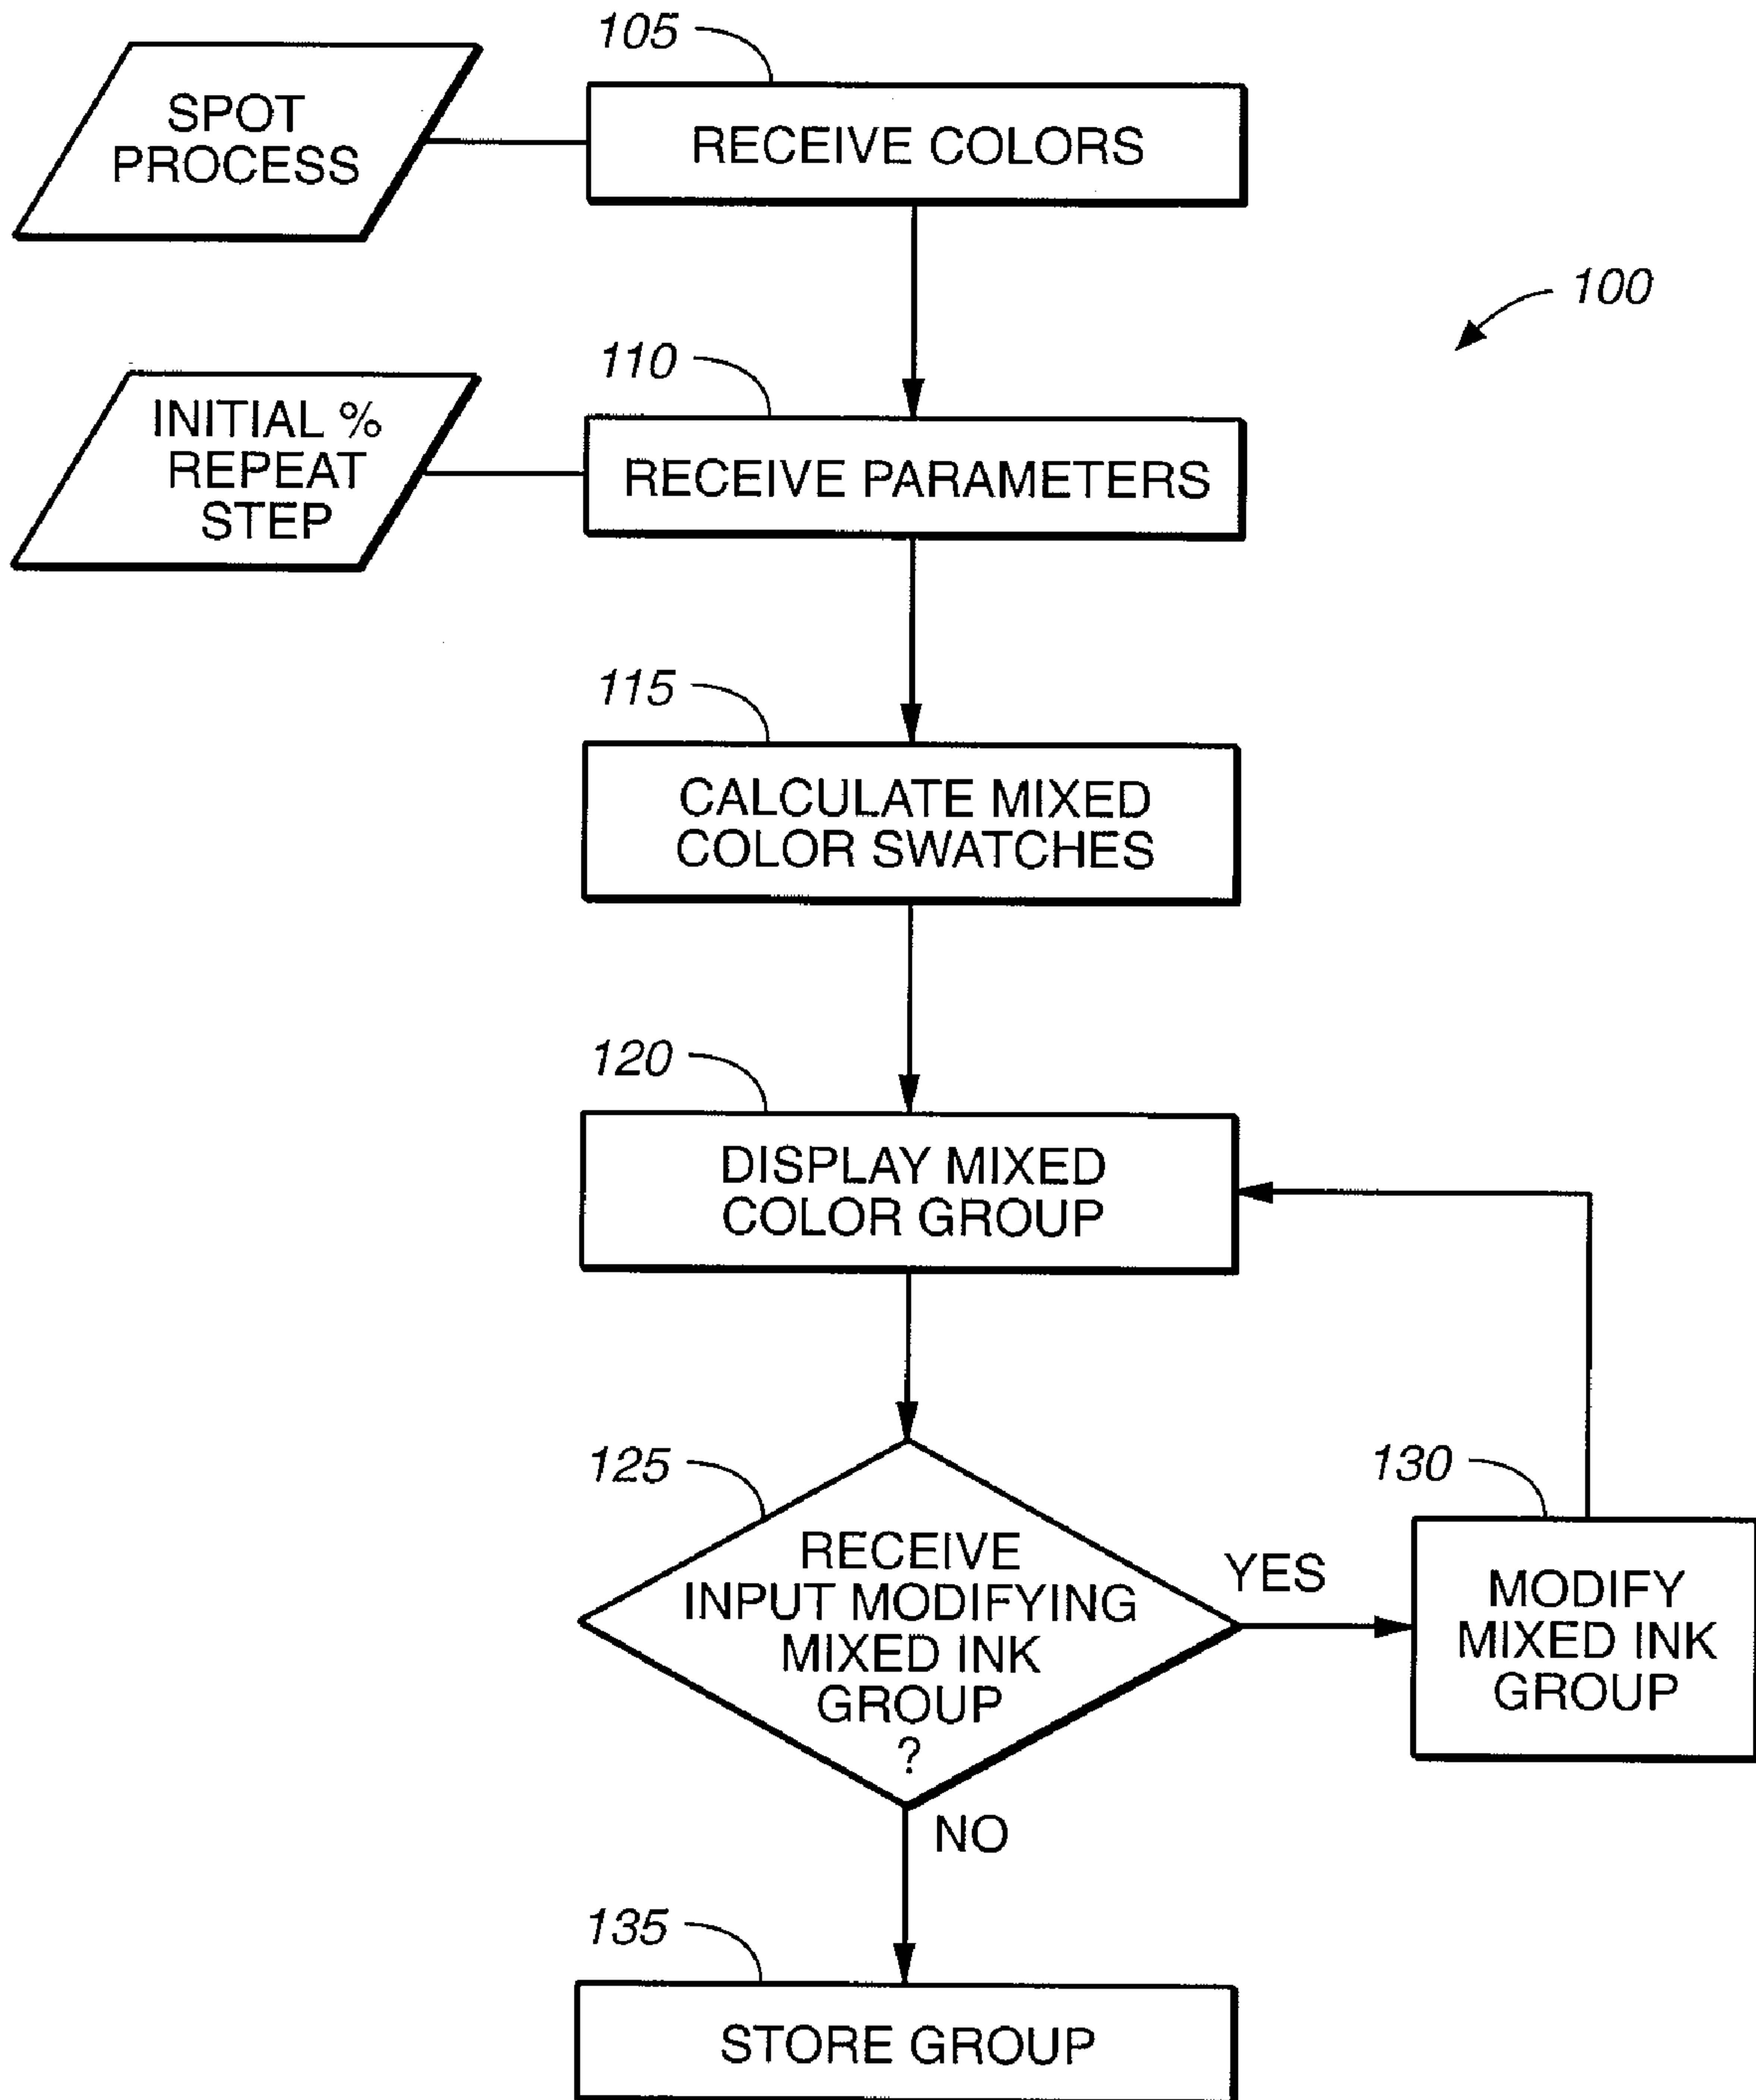 105
SPOT
PROCESS
RECEIVE COLORS
100
110
INITIAL %
REPEAT
STEP
RECEIVE PARAMETERS
115
CALCULATE MIXED
COLOR SWATCHES
120
DISPLAY MIXED
COLOR GROUP
125
RECEIVE
INPUT MODIFYING
MIXED INK
GROUP
?
YES
130
MODIFY
MIXED INK
GROUP
NO
135
STORE GROUP